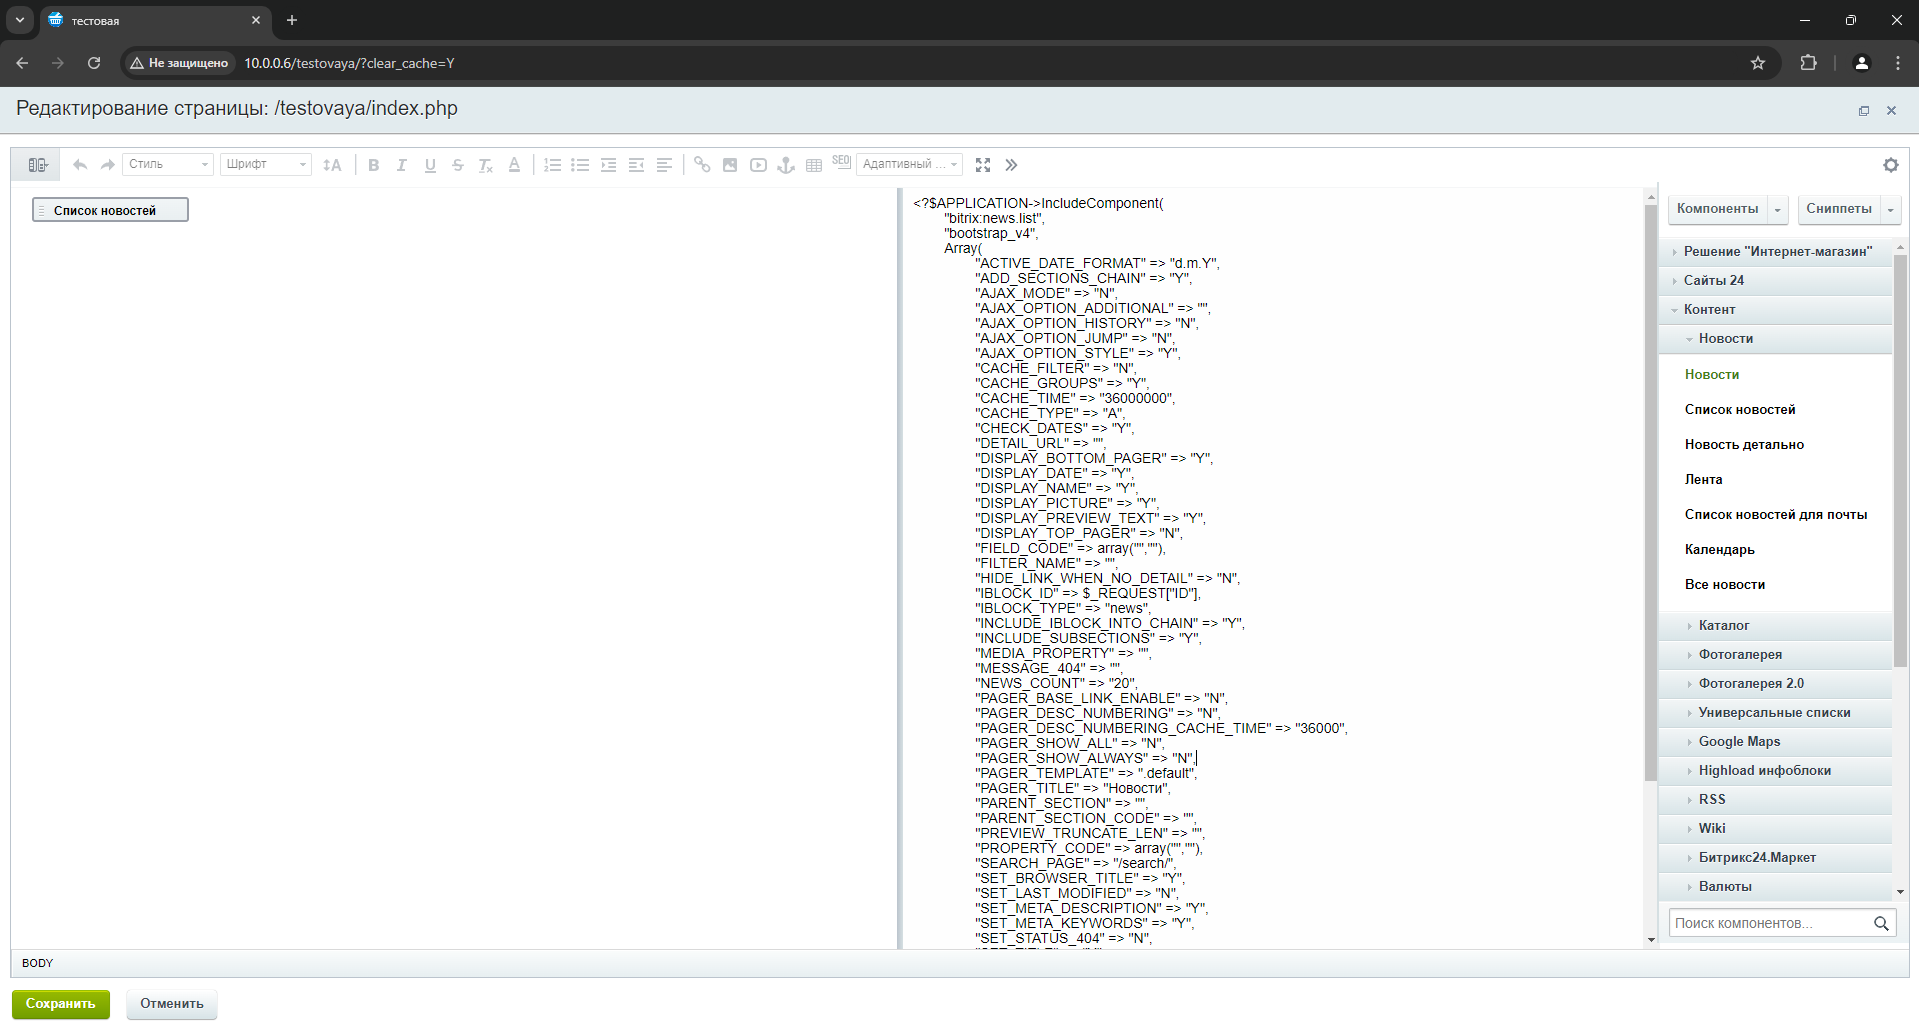 тестовая
Не защищено
10.0.0.6/testovaya/?clear_cache=Y
Редактирование страницы: /testovaya/index.php
Стиль
Шрифт
SEO
Адаптивный ...
Список новостей
<?$APPLICATION->IncludeComponent(
"bitrix:news.list",
"bootstrap_v4",
Array(
"ACTIVE_DATE_FORMAT" => "d.m.Y",
"ADD_SECTIONS_CHAIN" => "Y",
"AJAX_MODE" => "N",
"AJAX_OPTION_ADDITIONAL" => "",
"AJAX_OPTION_HISTORY" => "N",
"AJAX_OPTION_JUMP" => "N",
"AJAX_OPTION_STYLE" => "Y",
"CACHE_FILTER" => "N",
"CACHE_GROUPS" => "Y",
"CACHE_TIME" => "36000000",
"CACHE_TYPE" => "A",
"CHECK_DATES" => "Y",
"DETAIL_URL" => "",
"DISPLAY_BOTTOM_PAGER" => "Y",
"DISPLAY_DATE" => "Y",
"DISPLAY_NAME" => "Y",
"DISPLAY_PICTURE" => "Y",
"DISPLAY_PREVIEW_TEXT" => "Y",
"DISPLAY_TOP_PAGER" => "N",
"FIELD_CODE" => array("",""),
"FILTER_NAME" => "",
"HIDE_LINK_WHEN_NO_DETAIL" => "N",
"IBLOCK_ID" => $_REQUEST["ID"],
"IBLOCK_TYPE" => "news",
"INCLUDE_IBLOCK_INTO_CHAIN" => "Y",
"INCLUDE_SUBSECTIONS" => "Y",
"MEDIA_PROPERTY" => "",
"MESSAGE_404" => "",
"NEWS_COUNT" => "20",
"PAGER_BASE_LINK_ENABLE" => "N",
"PAGER_DESC_NUMBERING" => "N",
"PAGER_DESC_NUMBERING_CACHE_TIME" => "36000",
"PAGER_SHOW_ALL" => "N",
"PAGER_SHOW_ALWAYS" => "N",
"PAGER_TEMPLATE" => ".default",
"PAGER_TITLE" => "Новости",
"PARENT_SECTION" => "",
"PARENT_SECTION_CODE" => "",
"PREVIEW_TRUNCATE_LEN" => "",
"PROPERTY_CODE" => array("",""),
"SEARCH_PAGE" => "/search/",
"SET_BROWSER_TITLE" => "Y",
"SET_LAST_MODIFIED" => "N",
"SET_META_DESCRIPTION" => "Y",
"SET_META_KEYWORDS" => "Y",
"SET_STATUS_404" => "N",
Компоненты
Сниппеты
Решение "Интернет-магазин"
Сайты 24
Контент
Новости
Новости
Список новостей
Новость детально
Лента
Список новостей для почты
Календарь
Все новости
Каталог
Фотогалерея
Фотогалерея 2.0
Универсальные списки
Google Maps
Highload инфоблоки
RSS
Wiki
Битрикс24.Маркет
Валюты
Поиск компонентов...
BODY
Сохранить
Отменить